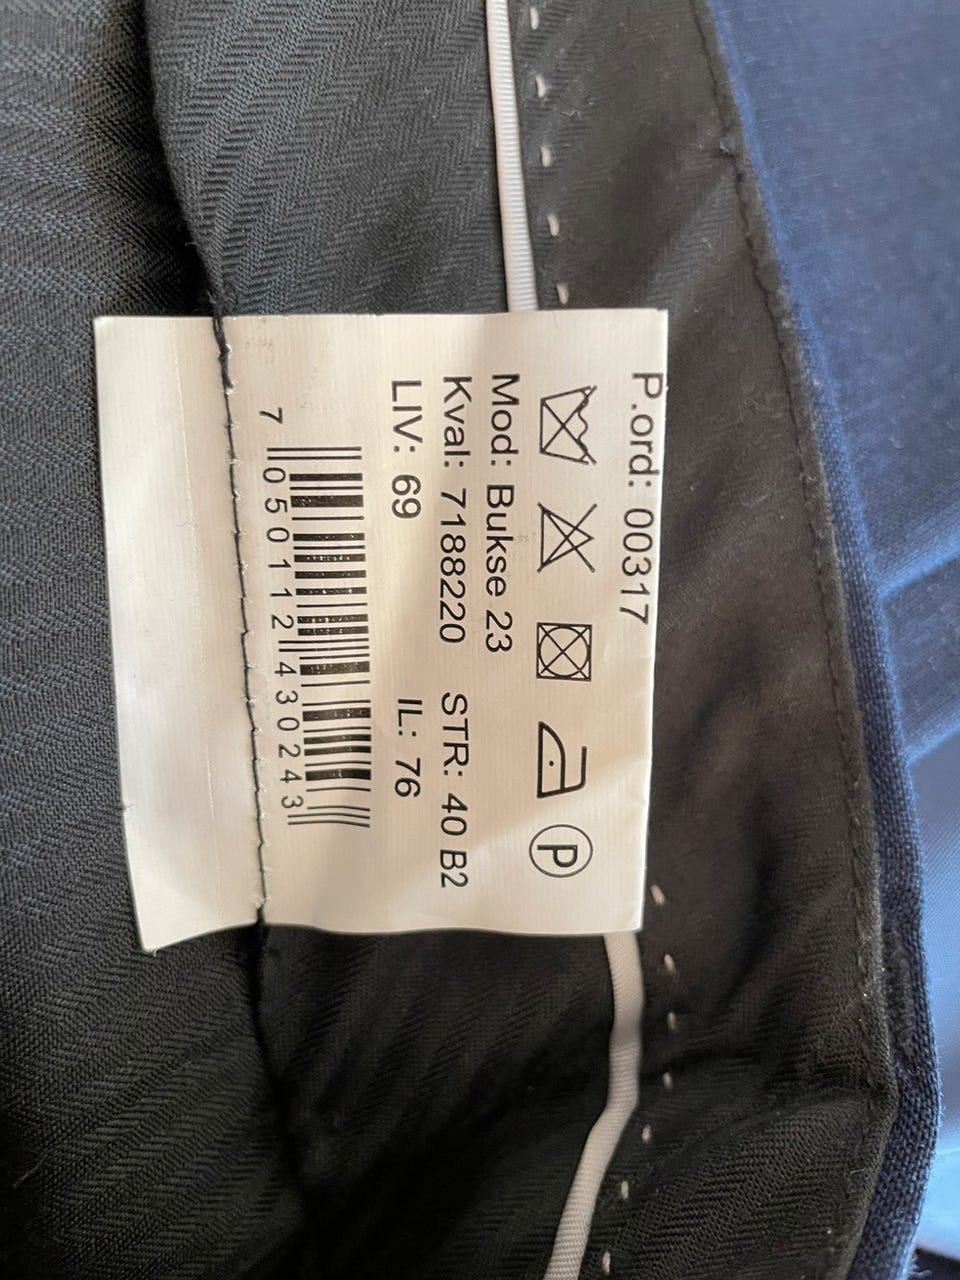 P.ord: 00317
P
Mod: Bukse 23
Kval: 7188220 STR: 40 B2
LIV: 69 IL: 76
7 050112 430243